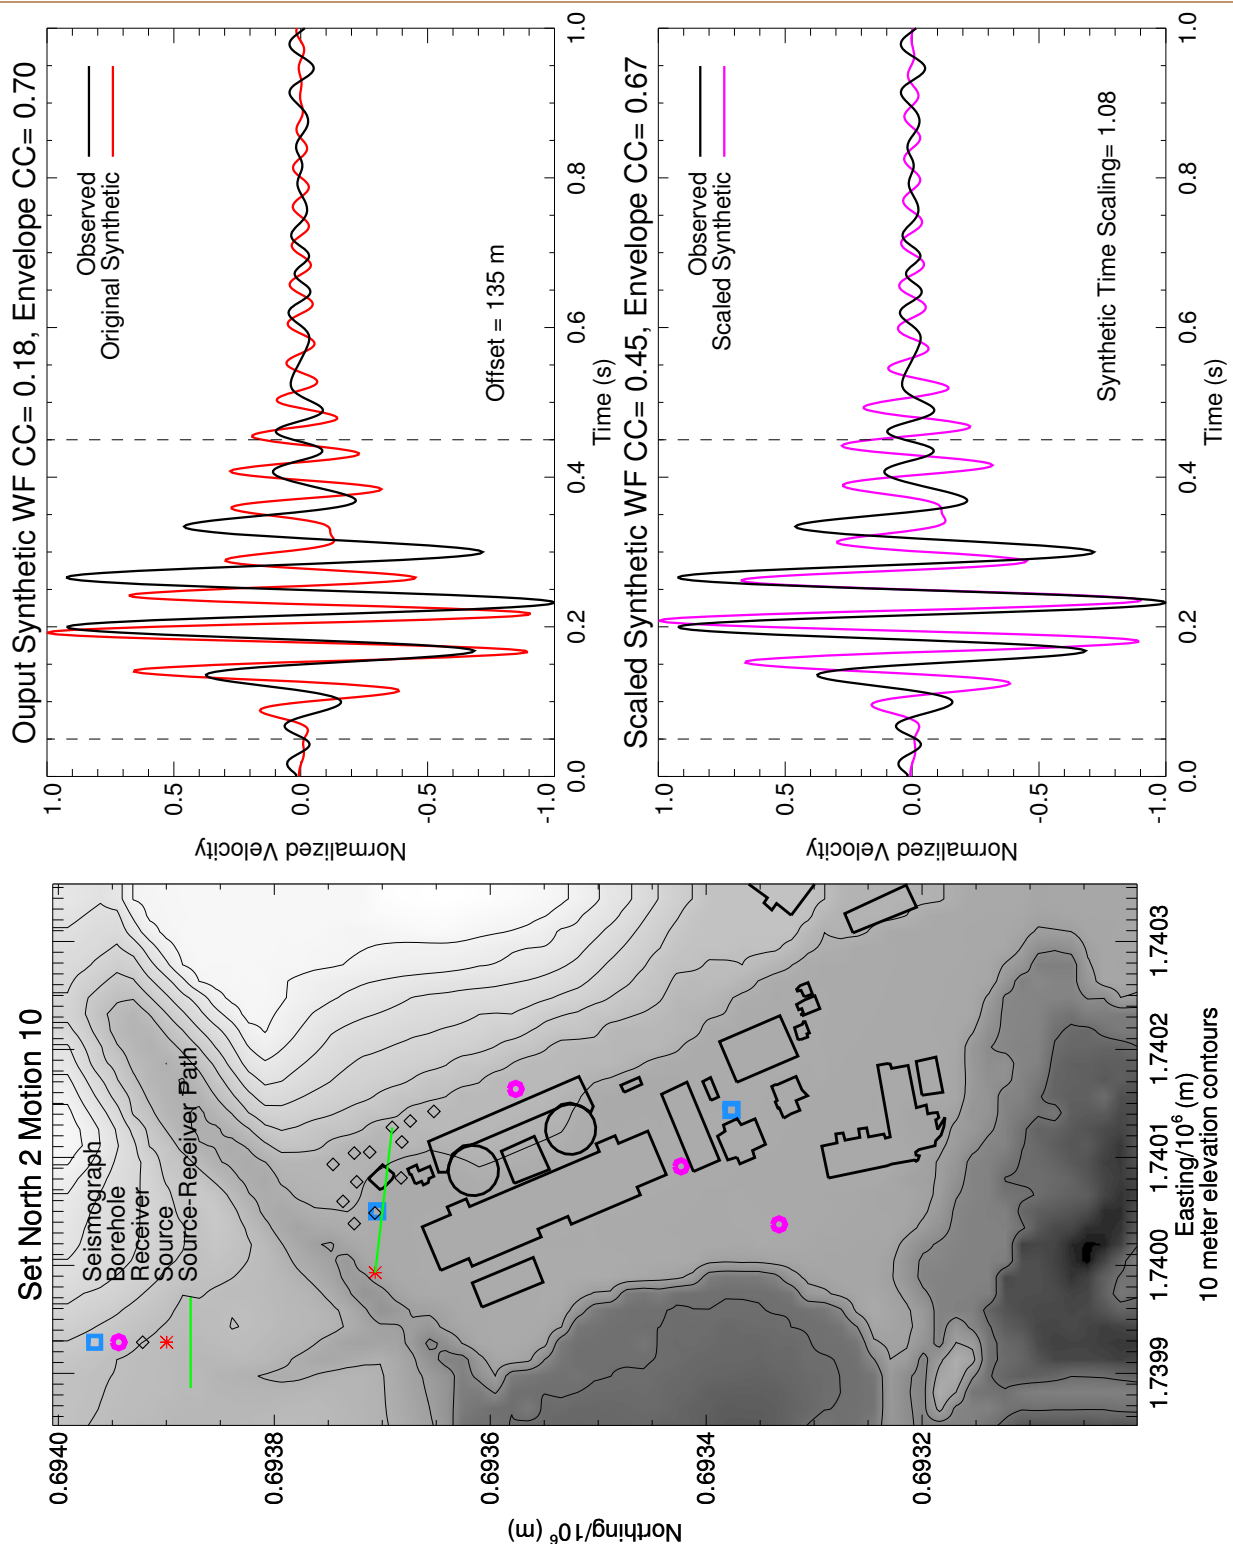 Set North 2 Motion 10
Seismograph
Borehole
Receiver
Source
Source-Receiver Path
0.6940
0.6938
0.6936
0.6934
0.6932
Northing/10⁶ (m)
1.7399
1.7400
1.7401
1.7402
1.7403
Easting/10⁶ (m)
10 meter elevation contours
Ouput Synthetic WF CC= 0.18, Envelope CC= 0.70
Observed
Original Synthetic
Offset = 135 m
1.0
0.5
0.0
-0.5
-1.0
Normalized Velocity
0.0
0.2
0.4
0.6
0.8
1.0
Time (s)
Scaled Synthetic WF CC= 0.45, Envelope CC= 0.67
Observed
Scaled Synthetic
Synthetic Time Scaling= 1.08
1.0
0.5
0.0
-0.5
-1.0
Normalized Velocity
0.0
0.2
0.4
0.6
0.8
1.0
Time (s)